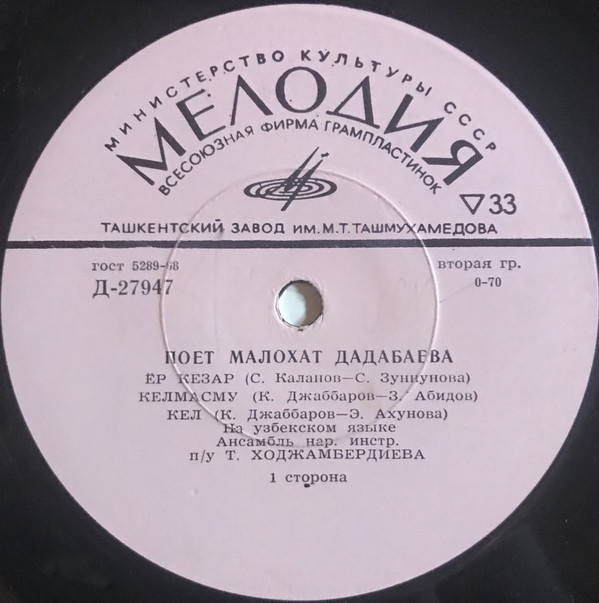 МИНИСТЕРСТВО КУЛЬТУРЫ СССР
МЕЛОДИЯ
ВСЕСОЮЗНАЯ ФИРМА ГРАМПЛАСТИНОК
33
ТАШКЕНТСКИЙ ЗАВОД ИМ. М.Т. ТАШМУХАМЕДОВА
гост 5289-68 вторая гр.
Д-27947 0-70
ПОЕТ МАЛОХАТ ДАДАБАЕВА
ЁР КЕЗАР (С. Каланов—С. Зуннунова)
КЕЛМАСМУ (К. Джаббаров—З. Абидов)
КЕЛ (К. Джаббаров—Э. Ахунова)
На узбекском языке
Ансамбль нар. инстр.
п/у Т. ХОДЖАМБЕРДИЕВА
1 сторона